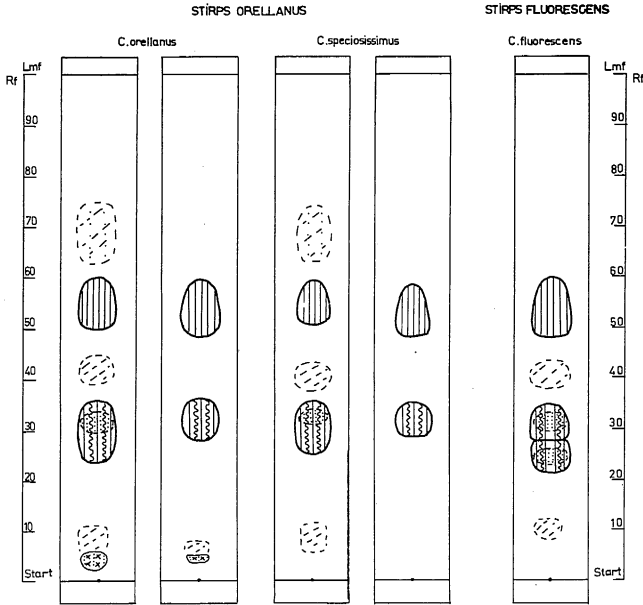 STIRPS ORELLANUS
STIRPS FLUORESCENS
C.orellanus
C.speciosissimus
C.fluorescens
Rf
Lmf
90
80
70
60
50
40
30
20
10
Start
Lmf
Rf
90
80
70
60
50
40
30
20
10
Start